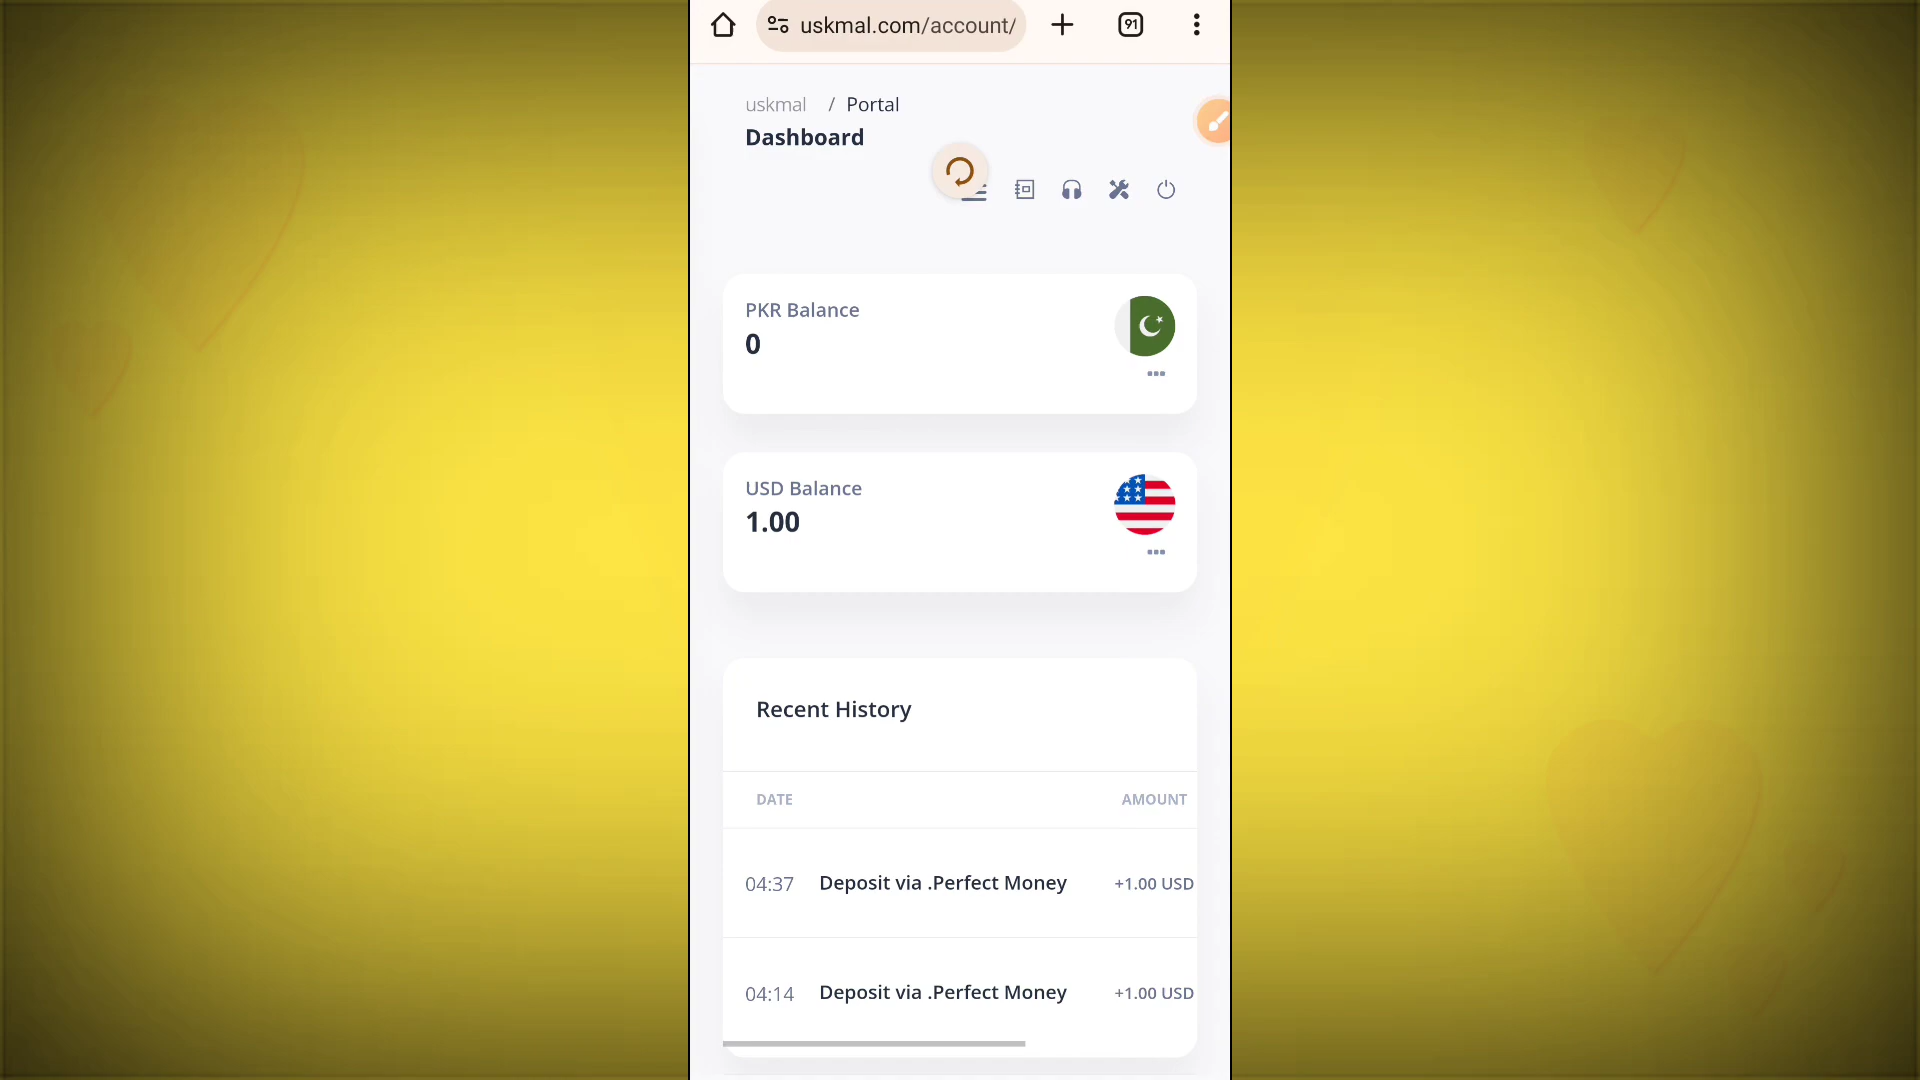 uskmal.com/account/
91
uskmal / Portal
Dashboard
PKR Balance
0
USD Balance
1.00
Recent History
DATE AMOUNT
04:37 Deposit via .Perfect Money +1.00 USD
04:14 Deposit via .Perfect Money +1.00 USD